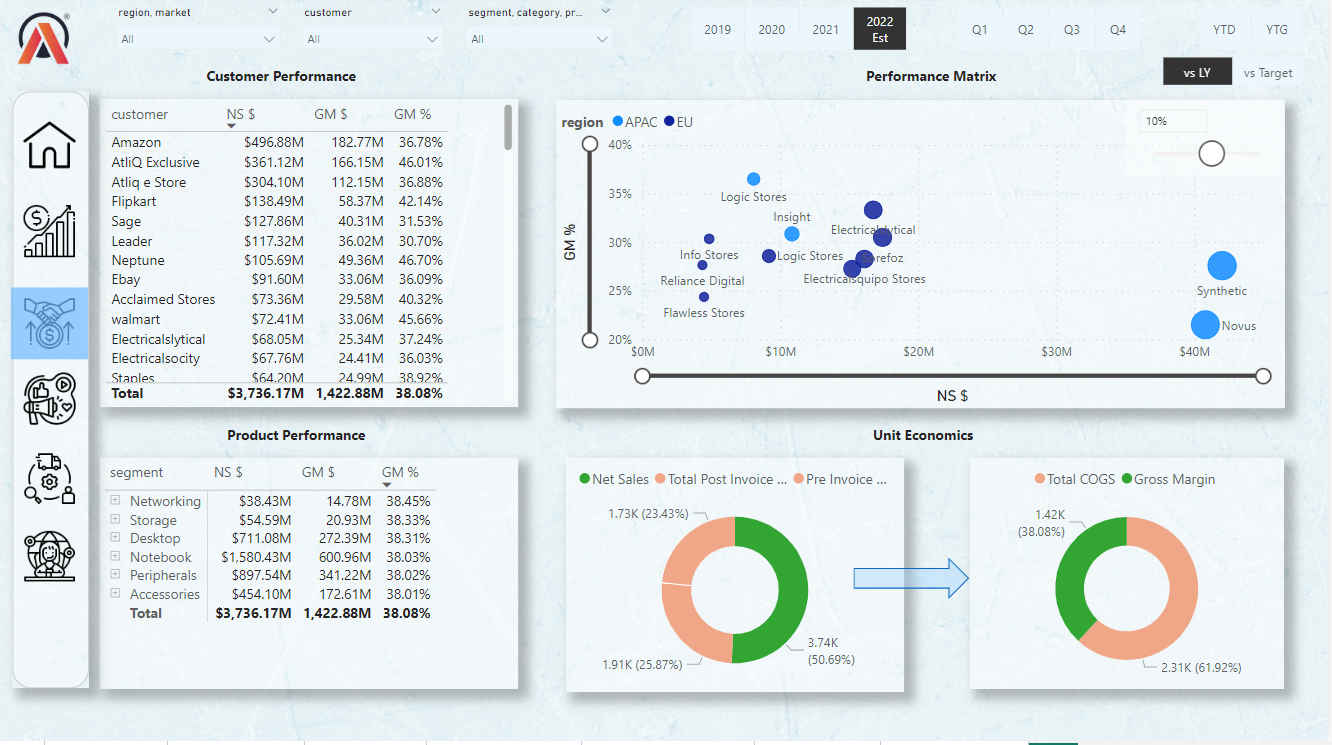 region, market
customer
segment, category, pr...
All
All
All
2019
2020
2021
2022 Est
Q1
Q2
Q3
Q4
YTD
YTG
vs LY
vs Target
Customer Performance
customer NS $ GM $ GM %
Amazon $496.88M 182.77M 36.78%
AtliQ Exclusive $361.12M 166.15M 46.01%
Atliq e Store $304.10M 112.15M 36.88%
Flipkart $138.49M 58.37M 42.14%
Sage $127.86M 40.31M 31.53%
Leader $117.32M 36.02M 30.70%
Neptune $105.69M 49.36M 46.70%
Ebay $91.60M 33.06M 36.09%
Acclaimed Stores $73.36M 29.58M 40.32%
walmart $72.41M 33.06M 45.66%
Electricalslytical $68.05M 25.34M 37.24%
Electricalsocity $67.76M 24.41M 36.03%
Staples $64.20M 24.99M 38.92%
Total $3,736.17M 1,422.88M 38.08%
Performance Matrix
region APAC EU
10%
GM %
40%
35%
30%
25%
20%
Logic Stores
Insight
Electricalslytical
Info Stores
Logic Stores
Reliance Digital
Electricalsquipo Stores
Flawless Stores
Synthetic
Novus
$0M
$10M
$20M
$30M
$40M
NS $
Product Performance
segment NS $ GM $ GM %
Networking $38.43M 14.78M 38.45%
Storage $54.59M 20.93M 38.33%
Desktop $711.08M 272.39M 38.31%
Notebook $1,580.43M 600.96M 38.03%
Peripherals $897.54M 341.22M 38.02%
Accessories $454.10M 172.61M 38.01%
Total $3,736.17M 1,422.88M 38.08%
Unit Economics
Net Sales Total Post Invoice ... Pre Invoice ...
1.73K (23.43%)
1.91K (25.87%)
3.74K
(50.69%)
Total COGS Gross Margin
1.42K
(38.08%)
2.31K (61.92%)